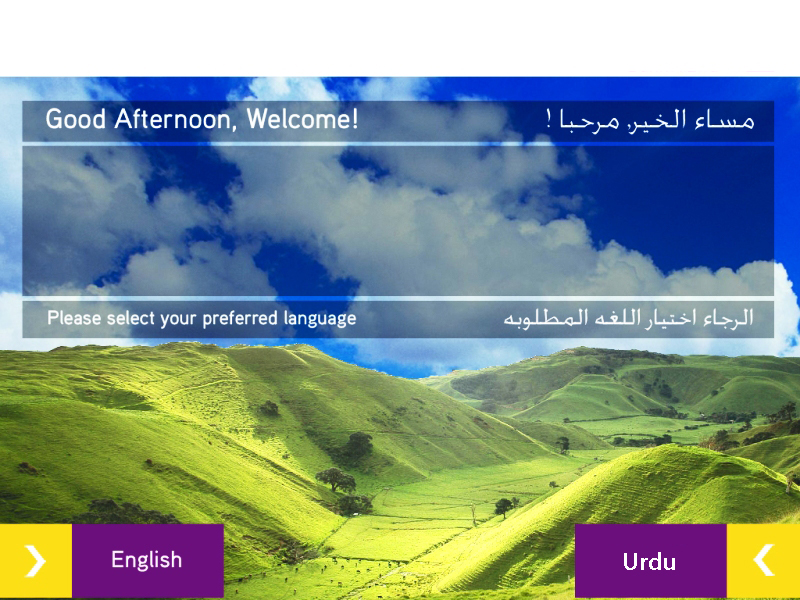 Good Afternoon, Welcome!
مساء الخير, مرحبا !
Please select your preferred language
الرجاء اختيار اللغه المطلوبه
English
Urdu